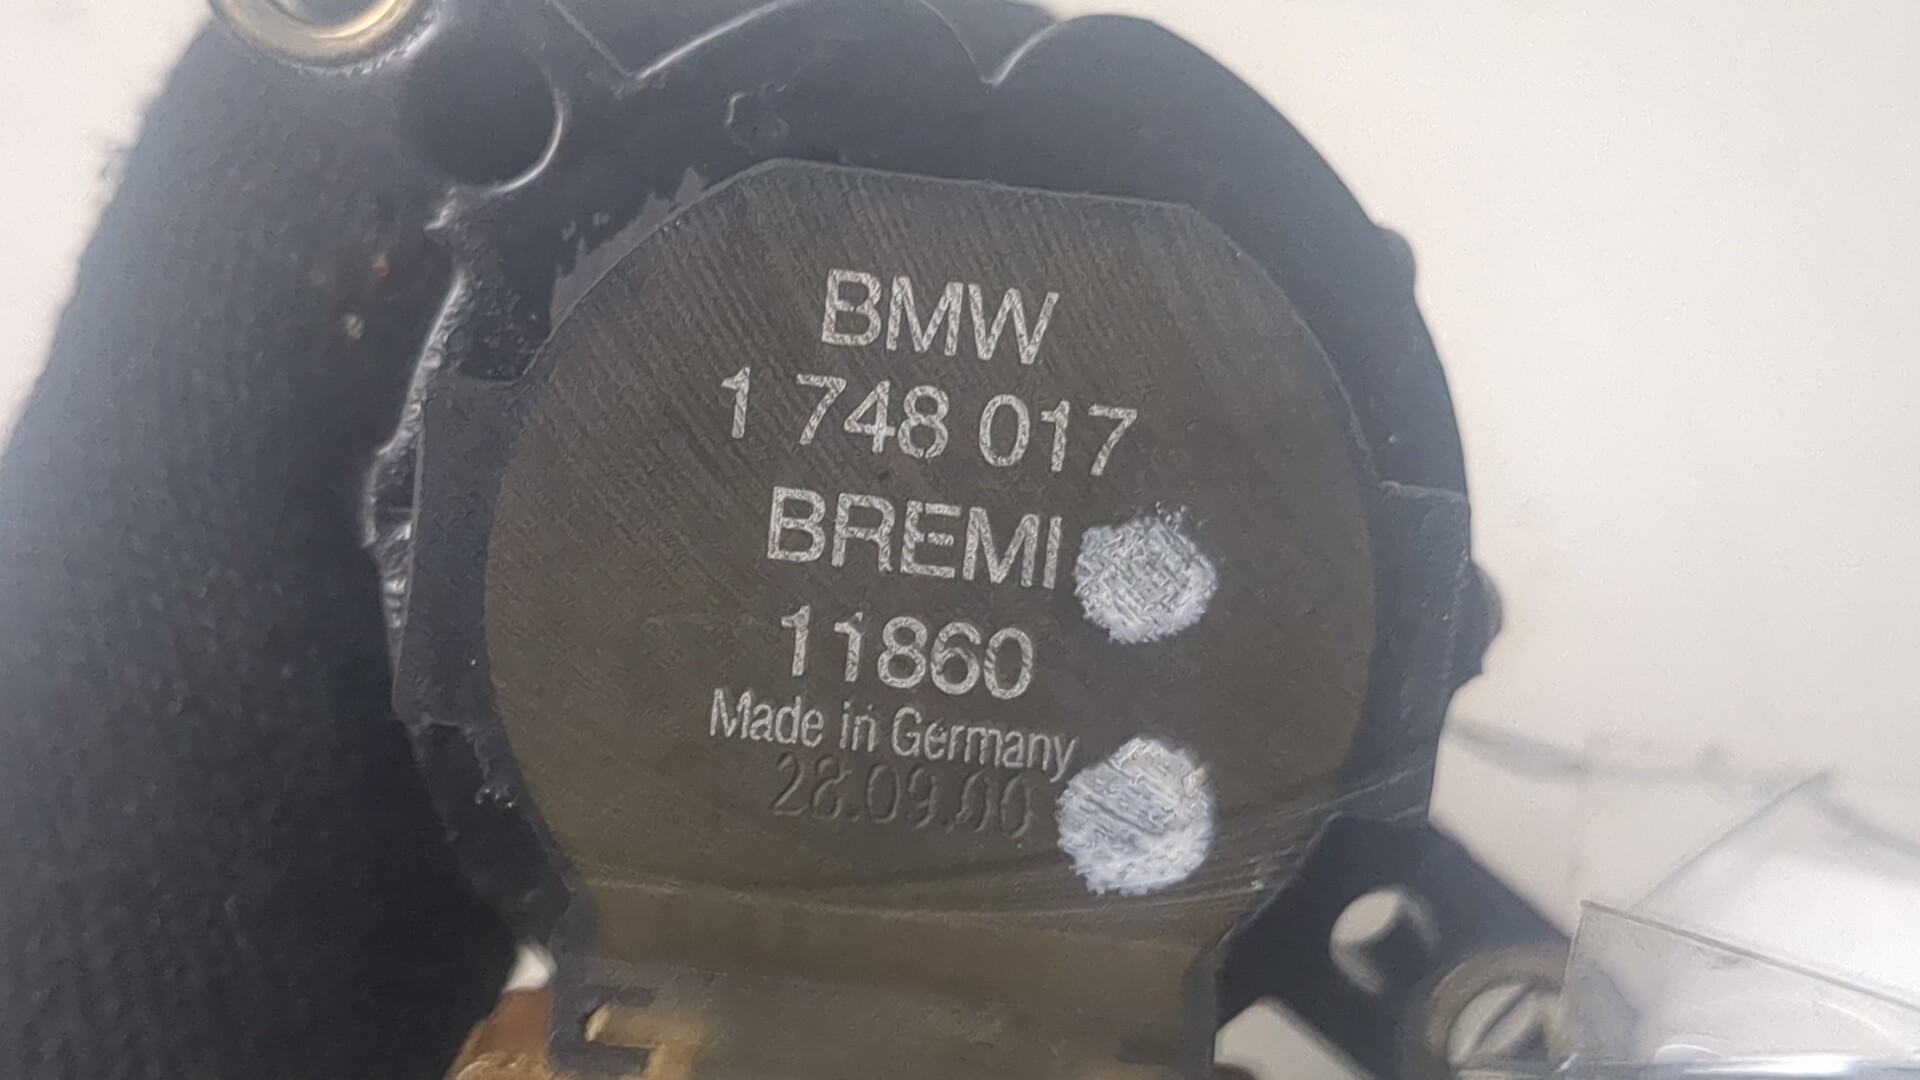 BMW
1 748 017
BREMI
11860
Made in Germany
28.09.00